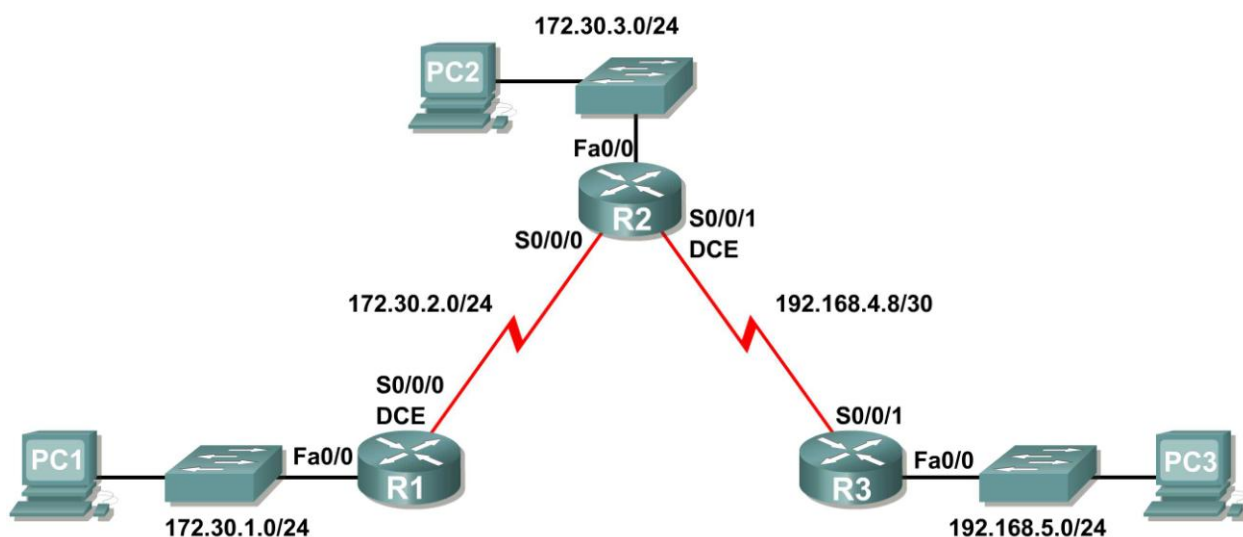 172.30.3.0/24
PC2
Fa0/0
R2
S0/0/0
S0/0/1
DCE
172.30.2.0/24
192.168.4.8/30
S0/0/0
DCE
S0/0/1
PC1
Fa0/0
R1
172.30.1.0/24
R3
Fa0/0
PC3
192.168.5.0/24